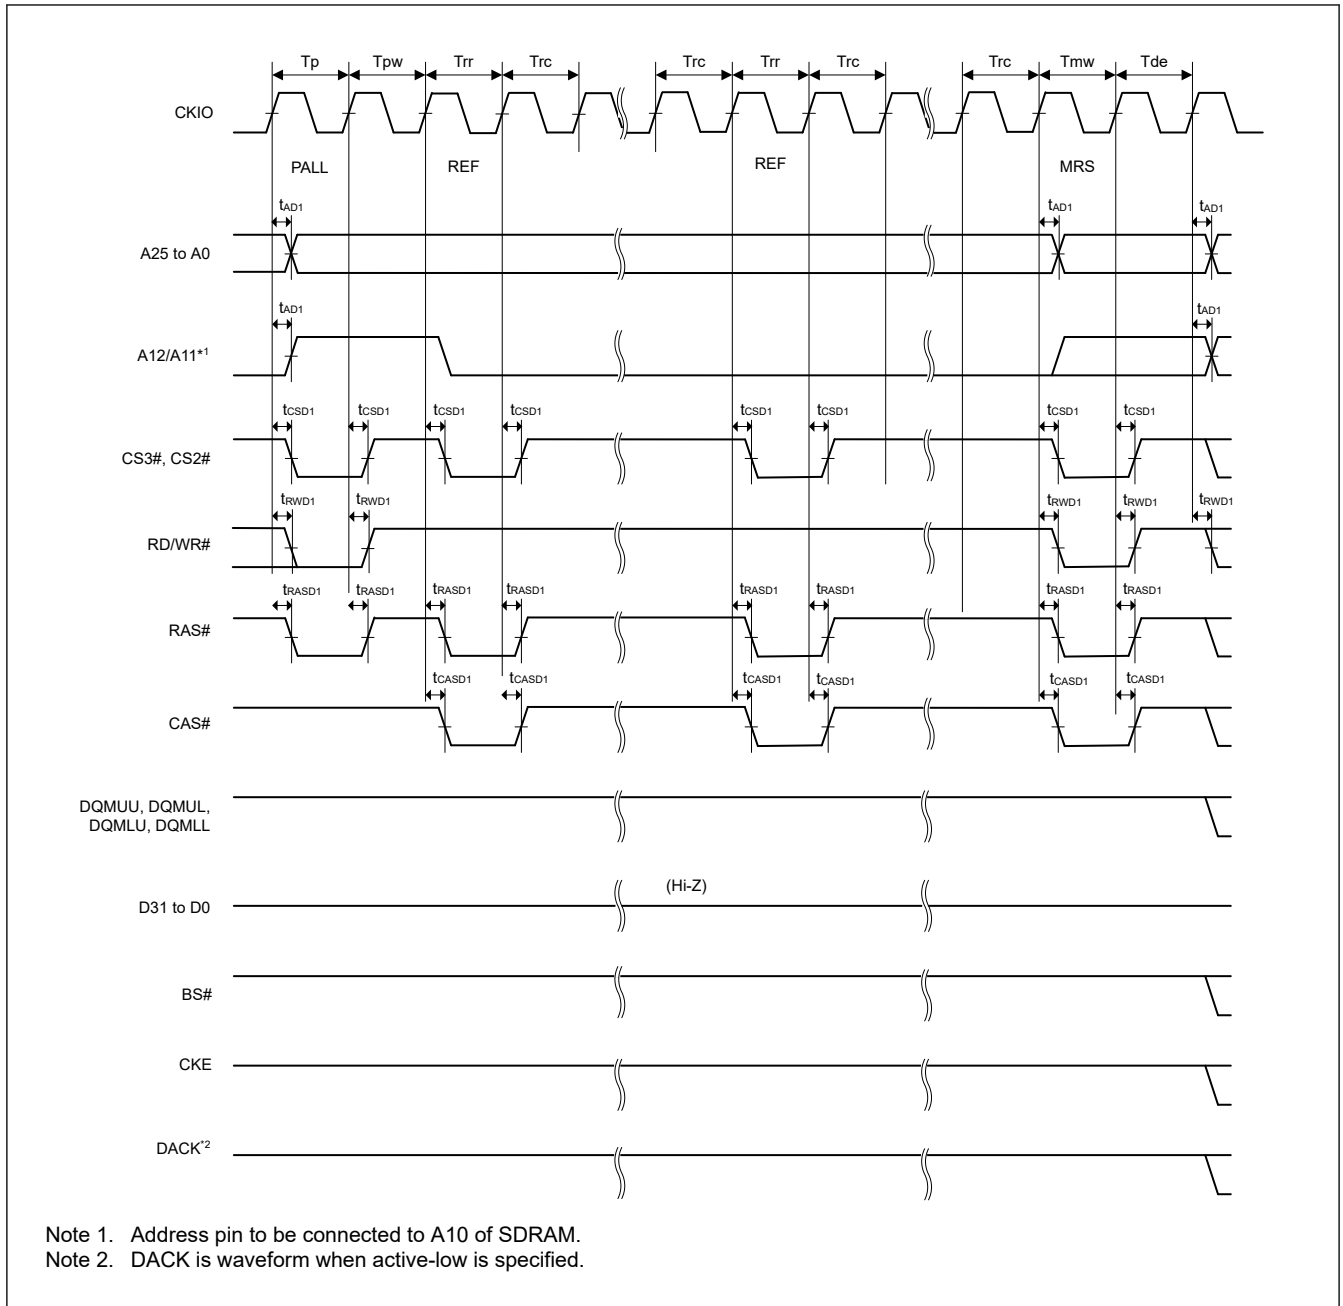 Tp Tpw Trr Trc Trc Trr Trc Trc Tmw Tde
CKIO
PALL REF REF MRS
tAD1 tAD1 tAD1
A25 to A0
tAD1 tAD1
A12/A11*1
tCSD1 tCSD1 tCSD1 tCSD1 tCSD1 tCSD1 tCSD1 tCSD1
CS3#, CS2#
tRWD1 tRWD1 tRWD1 tRWD1 tRWD1
RD/WR#
tRASD1 tRASD1 tRASD1 tRASD1 tRASD1 tRASD1 tRASD1 tRASD1
RAS#
tCASD1 tCASD1 tCASD1 tCASD1 tCASD1 tCASD1
CAS#
DQMUU, DQMUL,
DQMLU, DQMLL
(Hi-Z)
D31 to D0
BS#
CKE
DACK*2
Note 1. Address pin to be connected to A10 of SDRAM.
Note 2. DACK is waveform when active-low is specified.